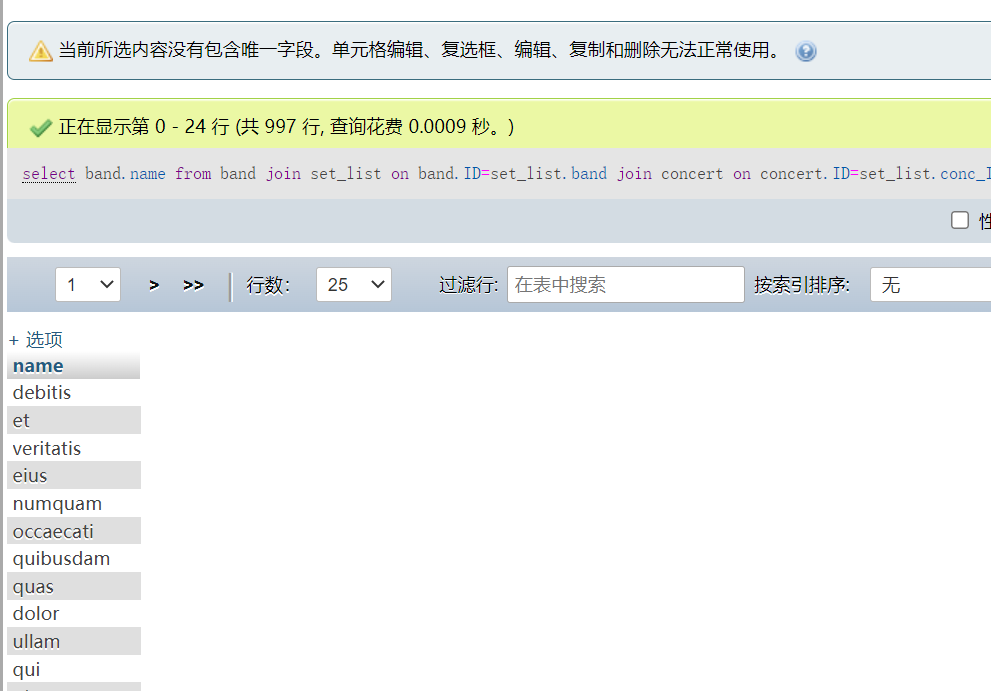 当前所选内容没有包含唯一字段。单元格编辑、复选框、编辑、复制和删除无法正常使用。
正在显示第 0 - 24 行 (共 997 行, 查询花费 0.0009 秒。)
select band.name from band join set_list on band.ID=set_list.band join concert on concert.ID=set_list.conc_I
性
1 > >> 行数: 25 过滤行: 在表中搜索 按索引排序: 无
+ 选项
name
debitis
et
veritatis
eius
numquam
occaecati
quibusdam
quas
dolor
ullam
qui